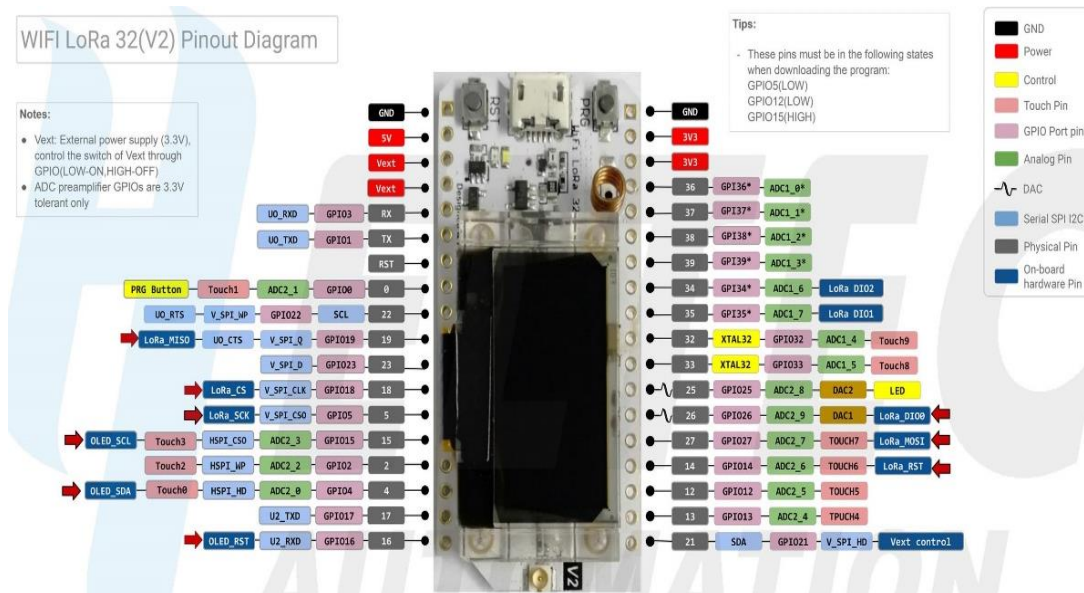 WIFI LoRa 32(V2) Pinout Diagram
Notes:
Vext: External power supply (3.3V),
control the switch of Vext through
GPIO(LOW-ON,HIGH-OFF)
ADC preamplifier GPIOs are 3.3V
tolerant only
Tips:
- These pins must be in the following states
when downloading the program:
GPIO5(LOW)
GPIO12(LOW)
GPIO15(HIGH)
GND
Power
Control
Touch Pin
GPIO Port pin
Analog Pin
DAC
Serial SPI I2C
Physical Pin
On-board
hardware Pin
GND
5V
Vext
Vext
UO_RXD GPIO3 RX
UO_TXD GPIO1 TX
RST
PRG Button Touch1 ADC2_1 GPIO0 0
UO_RTS V_SPI_WP GPIO22 SCL 22
LoRa_MISO UO_CTS V_SPI_Q GPIO19 19
V_SPI_D GPIO23 23
LoRa_CS V_SPI_CLK GPIO18 18
LoRa_SCK V_SPI_CSO GPIO5 5
OLED_SCL Touch3 HSPI_CSO ADC2_3 GPIO15 15
Touch2 HSPI_WP ADC2_2 GPIO2 2
OLED_SDA Touch0 HSPI_HD ADC2_0 GPIO4 4
U2_TXD GPIO17 17
OLED_RST U2_RXD GPIO16 16
RST
PRG
WiFi LoRa 32
V2
GND
3V3
3V3
36 GPI36* ADC1_0*
37 GPI37* ADC1_1*
38 GPI38* ADC1_2*
39 GPI39* ADC1_3*
34 GPI34* ADC1_6 LoRa DIO2
35 GPI35* ADC1_7 LoRa DIO1
32 XTAL32 GPIO32 ADC1_4 Touch9
33 XTAL32 GPIO33 ADC1_5 Touch8
25 GPIO25 ADC2_8 DAC2 LED
26 GPIO26 ADC2_9 DAC1 LoRa_DIO0
27 GPIO27 ADC2_7 TOUCH7 LoRa_MOSI
14 GPIO14 ADC2_6 TOUCH6 LoRa_RST
12 GPIO12 ADC2_5 TOUCH5
13 GPIO13 ADC2_4 TPUCH4
21 SDA GPIO21 V_SPI_HD Vext control